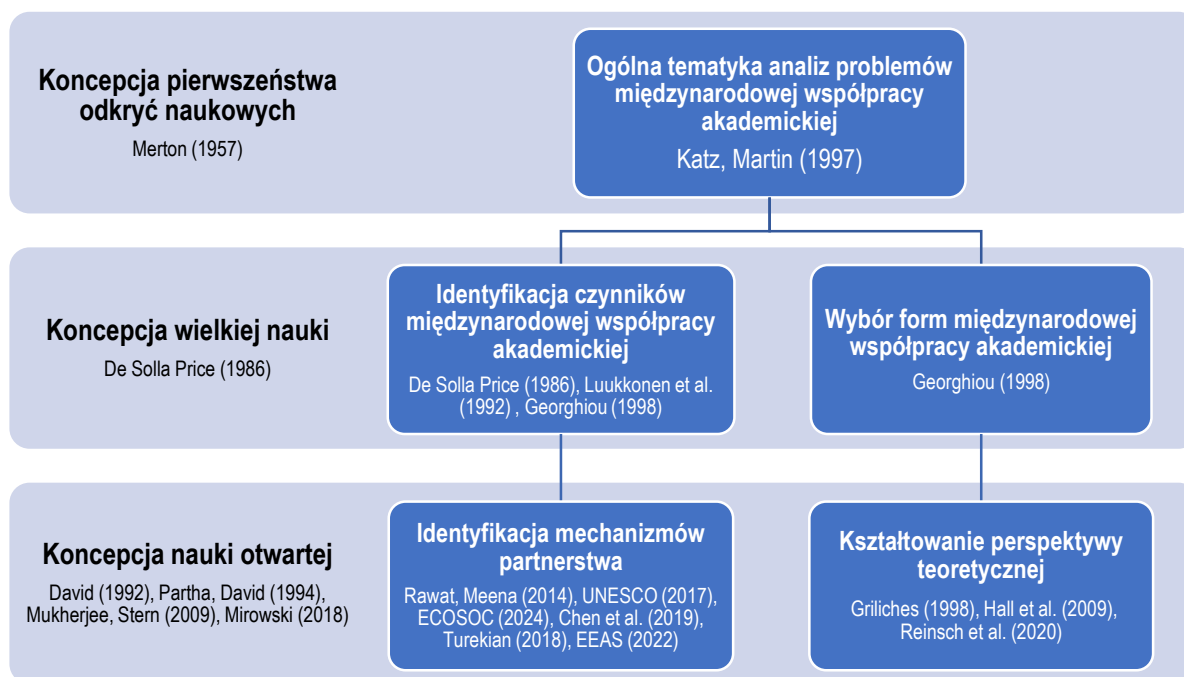 Koncepcja pierwszeństwa
odkryć naukowych
Merton (1957)
Ogólna tematyka analiz problemów
międzynarodowej współpracy
akademickiej
Katz, Martin (1997)
Koncepcja wielkiej nauki
De Solla Price (1986)
Identyfikacja czynników
międzynarodowej współpracy
akademickiej
De Solla Price (1986), Luukkonen et al.
(1992) , Georghiou (1998)
Wybór form międzynarodowej
współpracy akademickiej
Georghiou (1998)
Koncepcja nauki otwartej
David (1992), Partha, David (1994),
Mukherjee, Stern (2009), Mirowski (2018)
Identyfikacja mechanizmów
partnerstwa
Rawat, Meena (2014), UNESCO (2017),
ECOSOC (2024), Chen et al. (2019),
Turekian (2018), EEAS (2022)
Kształtowanie perspektywy
teoretycznej
Griliches (1998), Hall et al. (2009),
Reinsch et al. (2020)